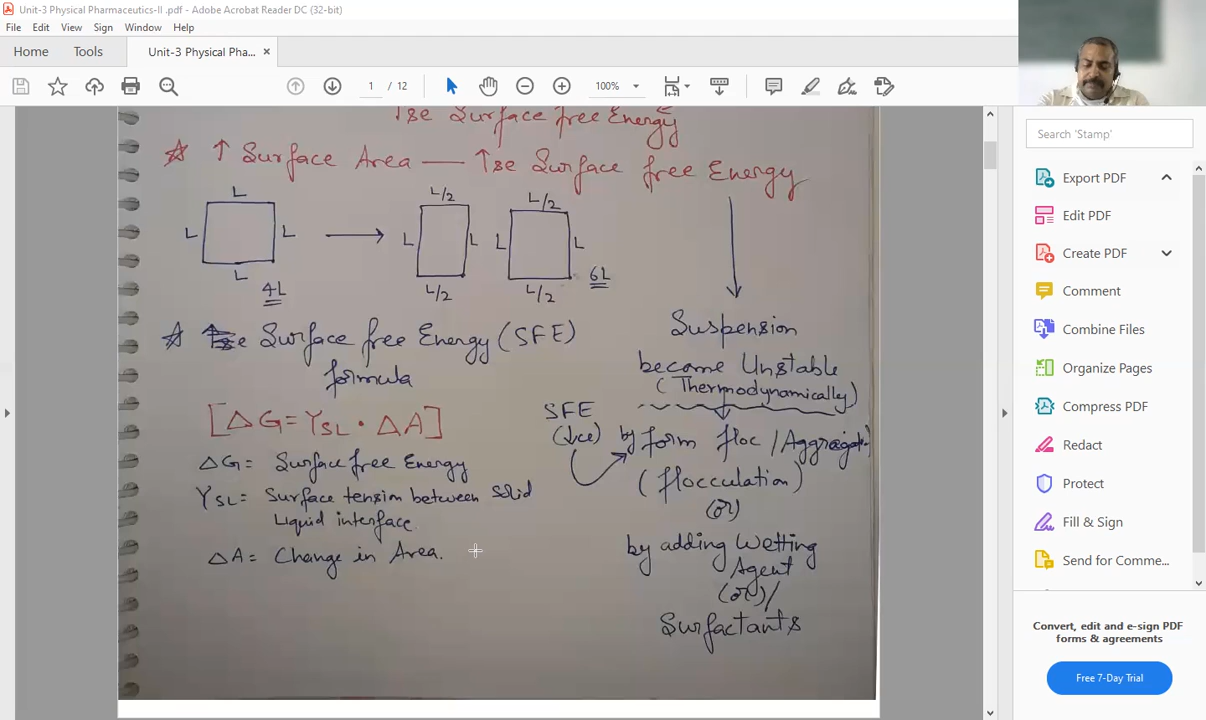 Unit-3 Physical Pharmaceutics-II .pdf - Adobe Acrobat Reader DC (32-bit)
File Edit View Sign Window Help
Home Tools Unit-3 Physical Pha... ×
1 / 12 100%
↑se Surface free Energy
☆ ↑ Surface Area — ↑se Surface free Energy
L L/2 L/2
L L → L L L L
L 4L L/2 L/2 6L
☆ Surface free Energy (SFE)
formula
[ΔG = γSL · ΔA]
ΔG = Surface free Energy
γSL = Surface tension between solid
Liquid interface.
ΔA = Change in Area.
Suspension
become Unstable
(Thermodynamically)
SFE
(↓ce) by form floc /
(flocculation)
(or)
by adding Wetting
Agent
(or)/
Surfactants
Search 'Stamp'
Export PDF
Edit PDF
Create PDF
Comment
Combine Files
Organize Pages
Compress PDF
Redact
Protect
Fill & Sign
Send for Comme...
Convert, edit and e-sign PDF
forms & agreements
Free 7-Day Trial